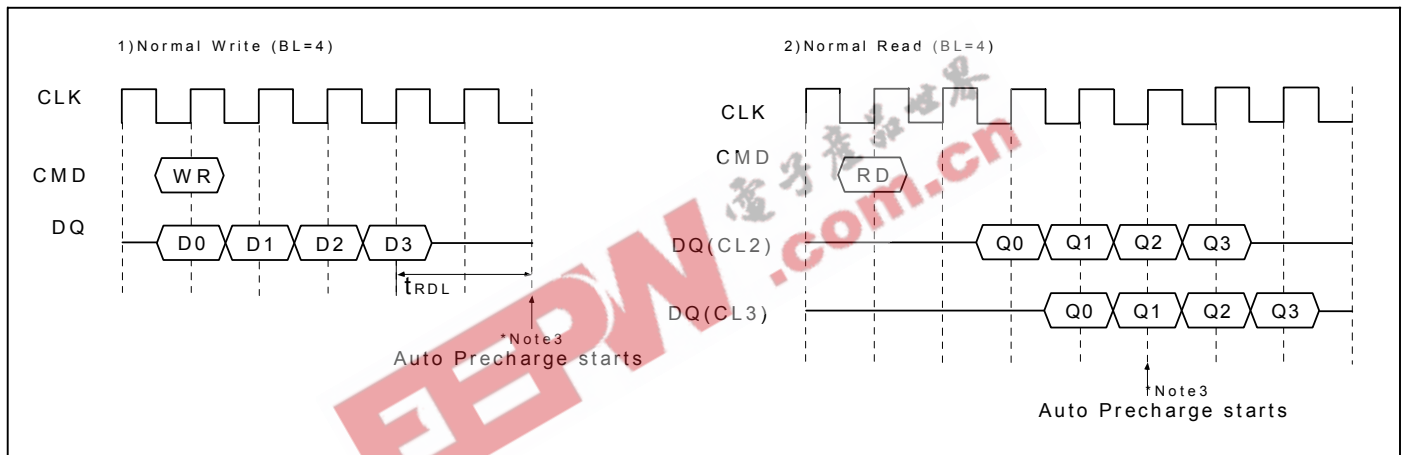 1)Normal Write (BL=4)
CLK
CMD
WR
DQ
D0 D1 D2 D3
tRDL
*Note3
Auto Precharge starts
2)Normal Read (BL=4)
CLK
CMD
RD
DQ(CL2)
Q0 Q1 Q2 Q3
DQ(CL3)
Q0 Q1 Q2 Q3
*Note3
Auto Precharge starts
EEPW
.com.cn
電子產品世界